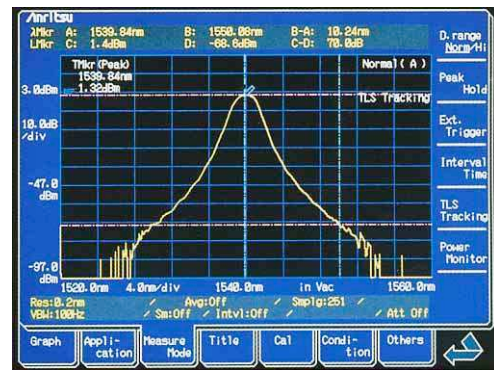 Anritsu
λMkr A: 1539.84nm B: 1550.08nm B-A: 10.24nm
LMkr C: 1.4dBm D: -68.6dBm C-D: 70.0dB
D.range
Norm/Hi
TMkr(Peak) Normal(A)
1539.84nm
1.32dBm
Peak
Hold
3.0dBm
TLS Tracking
Ext.
Trigger
10.0dB
/div
Interval
Time
-47.0
dBm
TLS
Tracking
Power
Monitor
-97.0
dBm
1520.0nm 4.0nm/div 1540.0nm in Vac 1560.0nm
Res:0.2nm / Avg:Off / Smplg:251 /
VBW:100Hz / Sm:Off / Intvl:Off / / Att Off
Graph
Appli-
cation
Measure
Mode
Title
Cal
Condi-
tion
Others